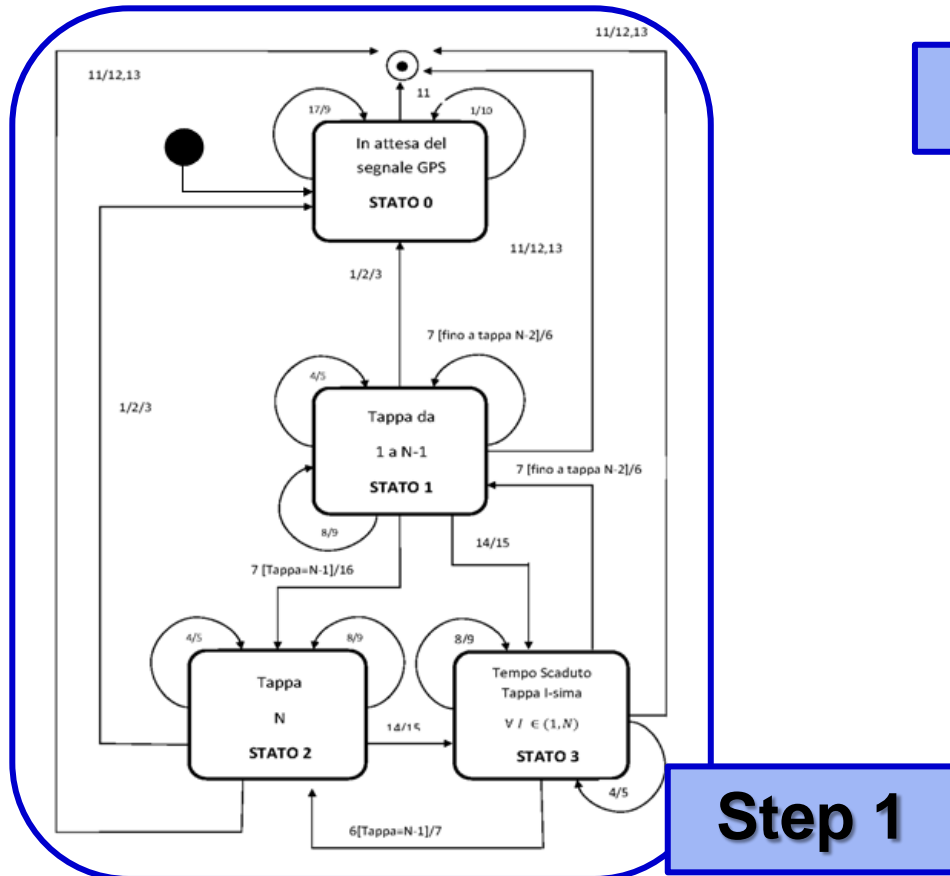 11/12,13
11/12,13
11
17/9
1/10
In attesa del
segnale GPS
STATO 0
11/12,13
1/2/3
7 [fino a tappa N-2]/6
4/5
1/2/3
Tappa da
1 a N-1
STATO 1
7 [fino a tappa N-2]/6
8/9
14/15
7 [Tappa=N-1]/16
4/5
8/9
8/9
Tappa
N
STATO 2
14/15
Tempo Scaduto
Tappa I-sima
∀ I ∈ (1,N)
STATO 3
4/5
6[Tappa=N-1]/7
Step 1